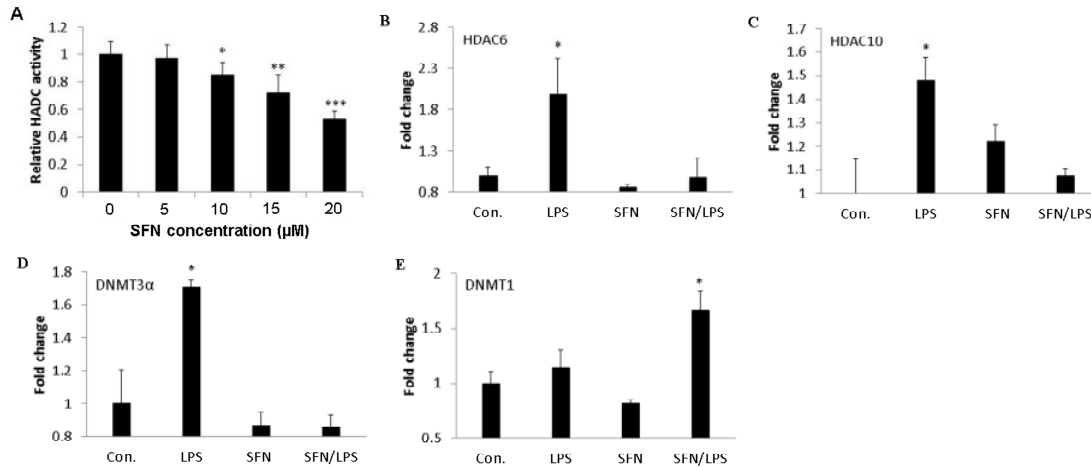 A
Relative HADC activity
1.2
1
0.8
0.6
0.4
0.2
0
*
**
***
0 5 10 15 20
SFN concentration (µM)
B
HDAC6
Fold change
2.8
2.3
1.8
1.3
0.8
*
Con. LPS SFN SFN/LPS
C
HDAC10
Fold change
1.7
1.6
1.5
1.4
1.3
1.2
1.1
1
*
Con. LPS SFN SFN/LPS
D
DNMT3α
Fold change
1.8
1.6
1.4
1.2
1
0.8
*
Con. LPS SFN SFN/LPS
E
DNMT1
Fold change
2
1.5
1
0.5
*
Con. LPS SFN SFN/LPS